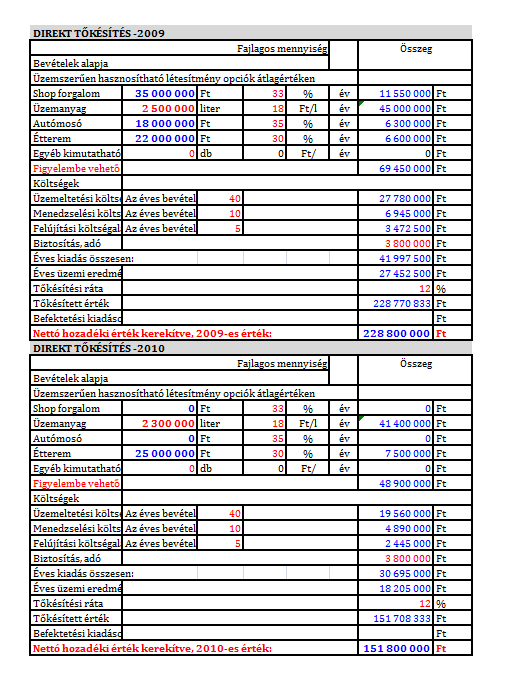 DIREKT TŐKÉSÍTÉS -2009
Fajlagos mennyiség Összeg
Bevételek alapja
Üzemszerűen hasznosítható létesítmény opciók átlagértéken
Shop forgalom 35 000 000 Ft 33 % év 11 550 000 Ft
Üzemanyag 2 500 000 liter 18 Ft/l év 45 000 000 Ft
Autómosó 18 000 000 Ft 35 % év 6 300 000 Ft
Étterem 22 000 000 Ft 30 % év 6 600 000 Ft
Egyéb kimutatható 0 db 0 Ft/ év 0 Ft
Figyelembe vehető 69 450 000 Ft
Költségek
Üzemeltetési költs Az éves bevétel 40 27 780 000 Ft
Menedzselési költs Az éves bevétel 10 6 945 000 Ft
Felújítási költségal Az éves bevétel 5 3 472 500 Ft
Biztosítás, adó 3 800 000 Ft
Éves kiadás összesen: 41 997 500 Ft
Éves üzemi eredmé 27 452 500 Ft
Tőkésítési ráta 12 %
Tőkésített érték 228 770 833 Ft
Befektetési kiadáso Ft
Nettó hozadéki érték kerekítve, 2009-es érték: 228 800 000 Ft
DIREKT TŐKÉSÍTÉS -2010
Fajlagos mennyiség Összeg
Bevételek alapja
Üzemszerűen hasznosítható létesítmény opciók átlagértéken
Shop forgalom 0 Ft 33 % év 0 Ft
Üzemanyag 2 300 000 liter 18 Ft/l év 41 400 000 Ft
Autómosó 0 Ft 35 % év 0 Ft
Étterem 25 000 000 Ft 30 % év 7 500 000 Ft
Egyéb kimutatható 0 db 0 Ft/ év 0 Ft
Figyelembe vehető 48 900 000 Ft
Költségek
Üzemeltetési költs Az éves bevétel 40 19 560 000 Ft
Menedzselési költs Az éves bevétel 10 4 890 000 Ft
Felújítási költségal Az éves bevétel 5 2 445 000 Ft
Biztosítás, adó 3 800 000 Ft
Éves kiadás összesen: 30 695 000 Ft
Éves üzemi eredmé 18 205 000 Ft
Tőkésítési ráta 12 %
Tőkésített érték 151 708 333 Ft
Befektetési kiadáso Ft
Nettó hozadéki érték kerekítve, 2010-es érték: 151 800 000 Ft